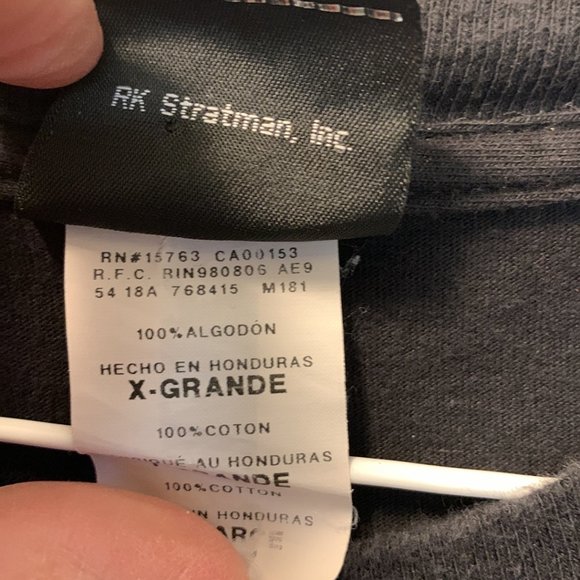 RK Stratman, Inc.
RN#15763 CA00153
R.F.C. RIN980806 AE9
54 18A 768415 M181
100%ALGODÓN
HECHO EN HONDURAS
X-GRANDE
100%COTON
AU HONDURAS
100%COTTON
HONDURAS